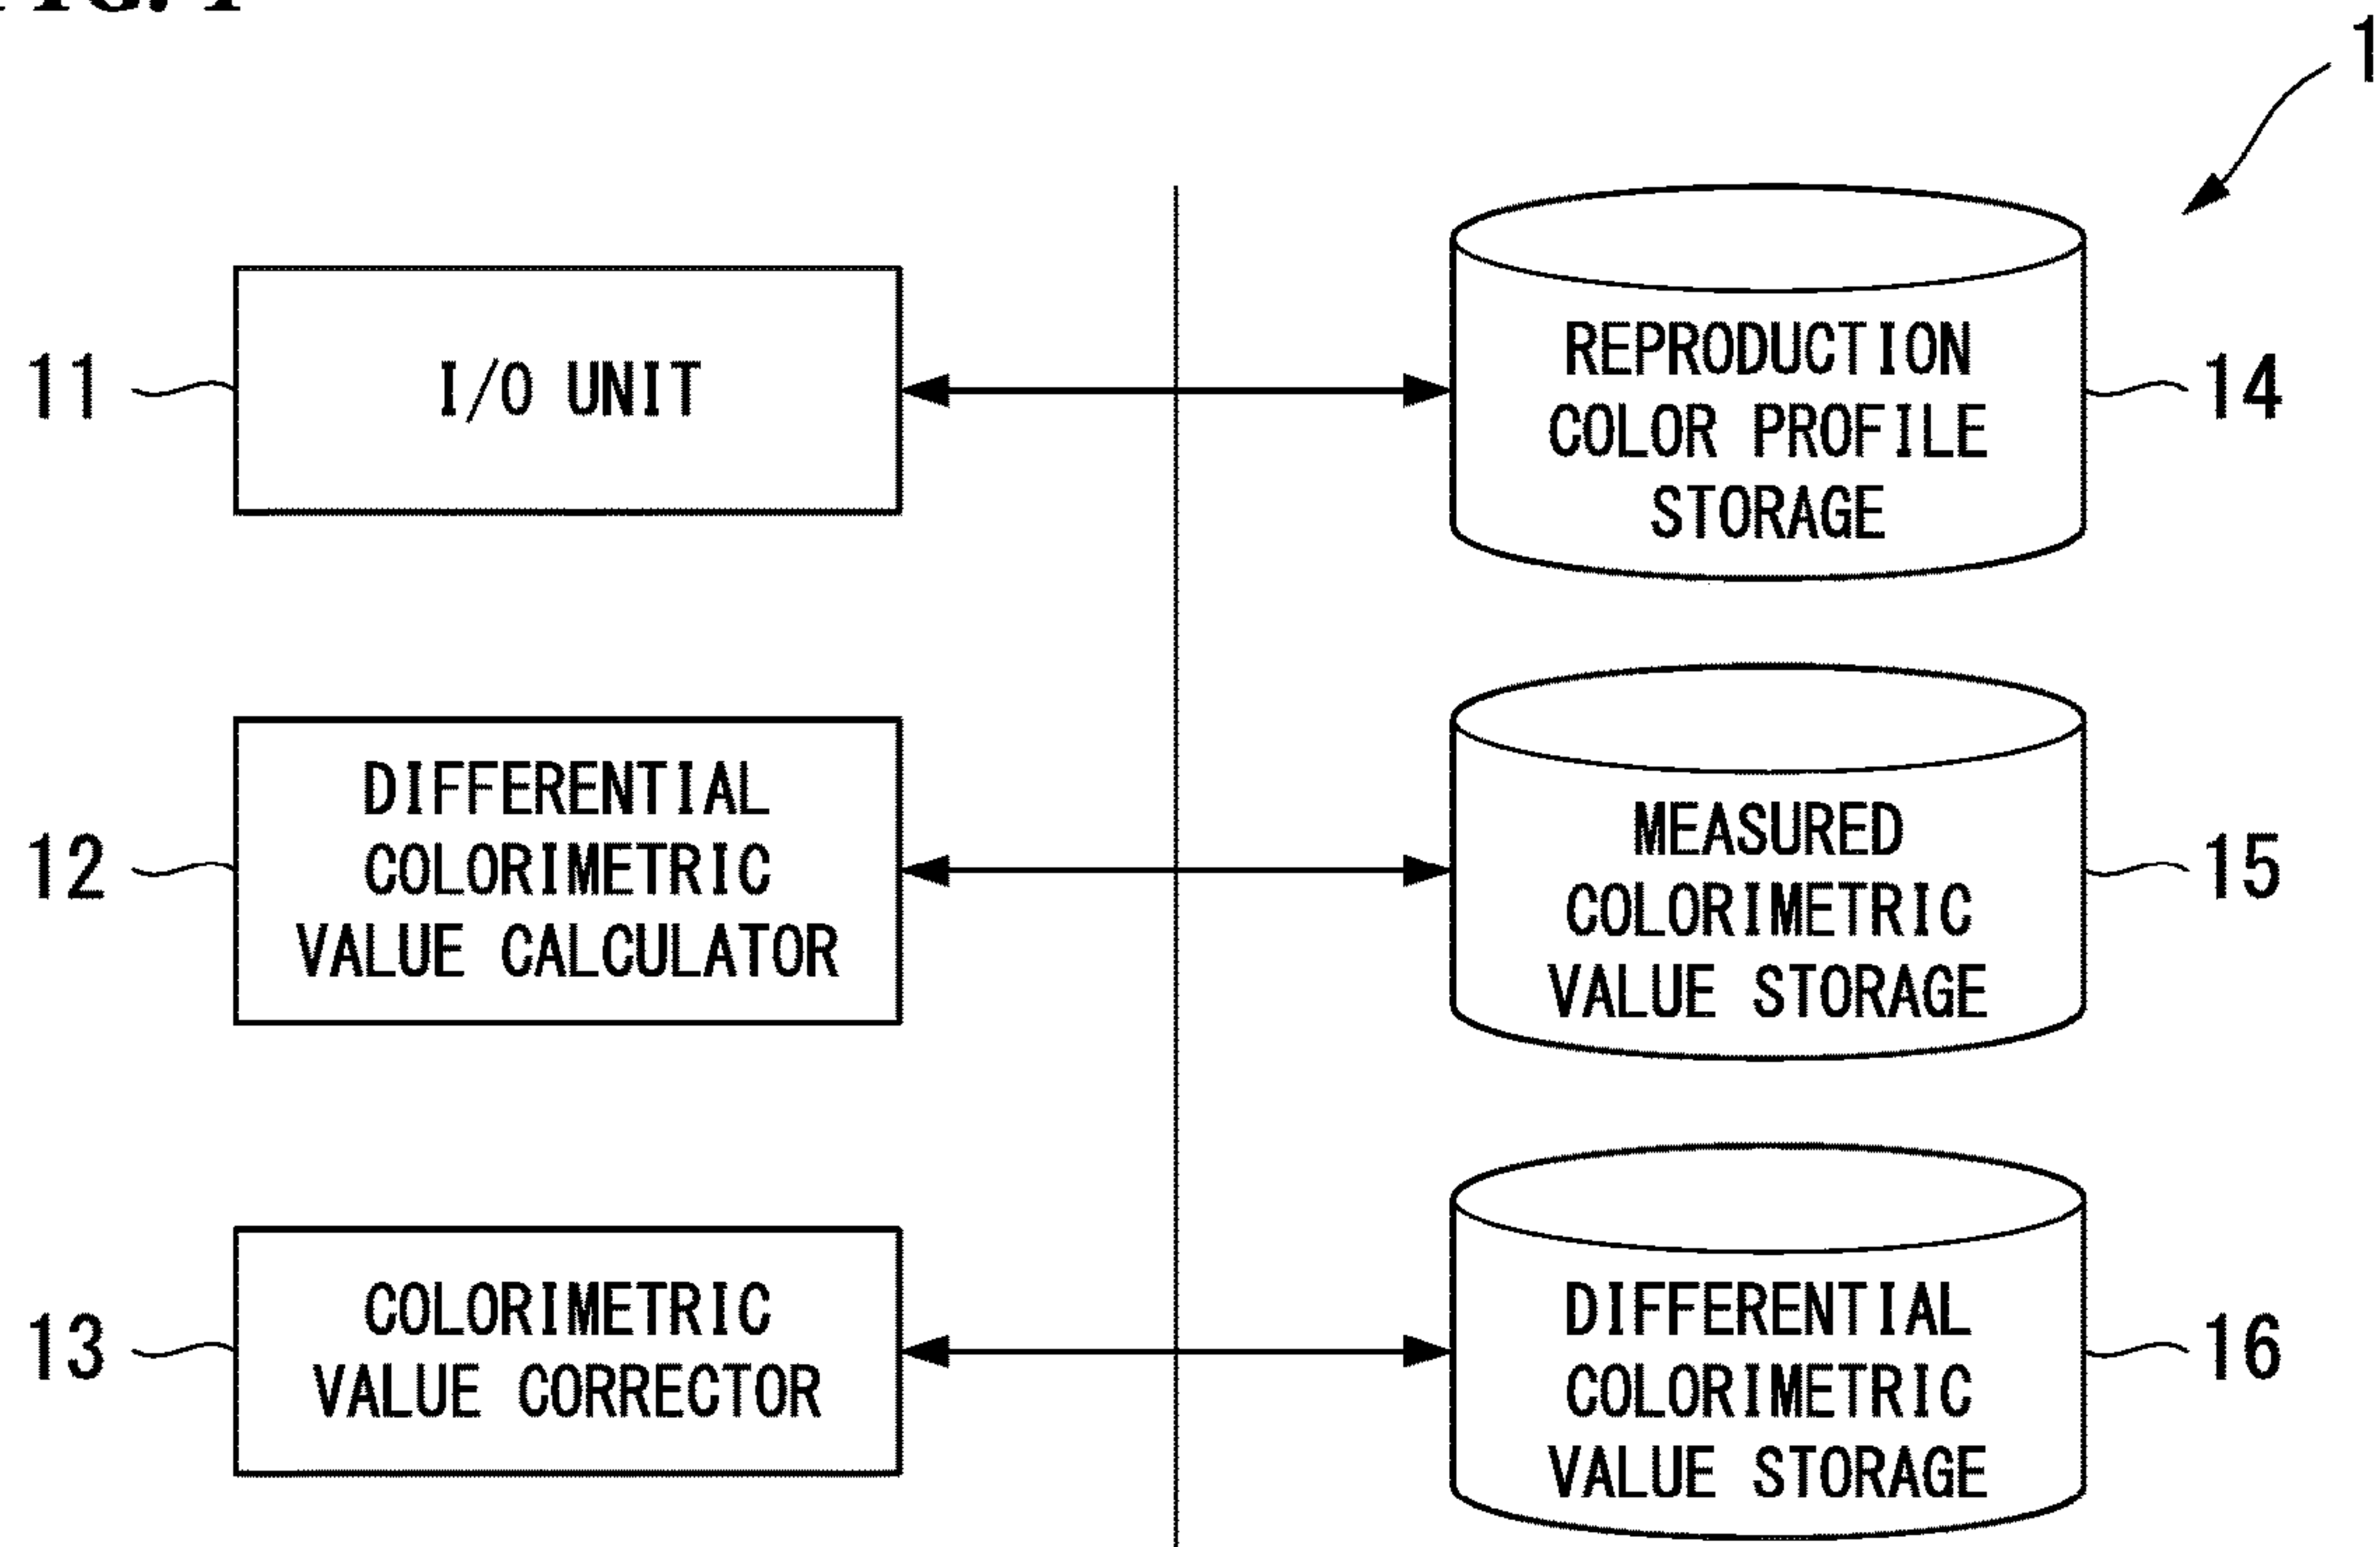 1
11
I/O UNIT
REPRODUCTION
COLOR PROFILE
STORAGE
14
12
DIFFERENTIAL
COLORIMETRIC
VALUE CALCULATOR
MEASURED
COLORIMETRIC
VALUE STORAGE
15
13
COLORIMETRIC
VALUE CORRECTOR
DIFFERENTIAL
COLORIMETRIC
VALUE STORAGE
16